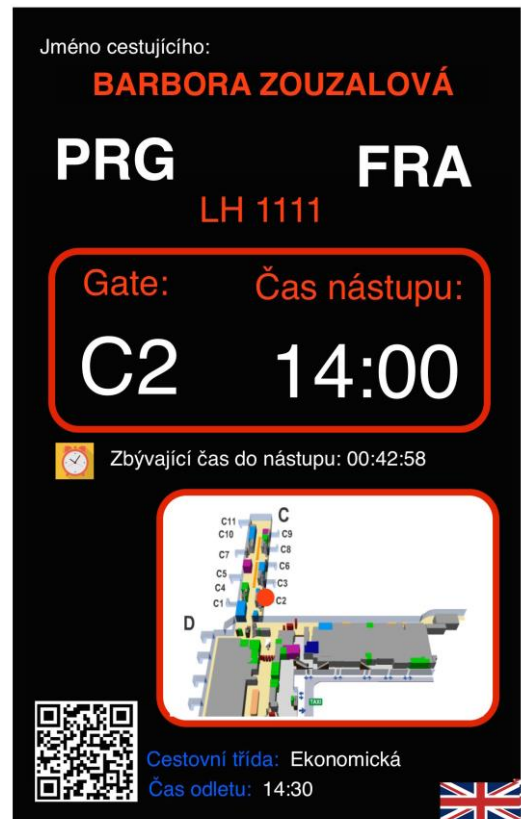 Jméno cestujícího:
BARBORA ZOUZALOVÁ
PRG FRA
LH 1111
Gate: Čas nástupu:
C2 14:00
Zbývající čas do nástupu: 00:42:58
C11 C
C10 C9
C7 C8
C5 C6
C4 C3
C1 C2
D
TAXI
Cestovní třída: Ekonomická
Čas odletu: 14:30